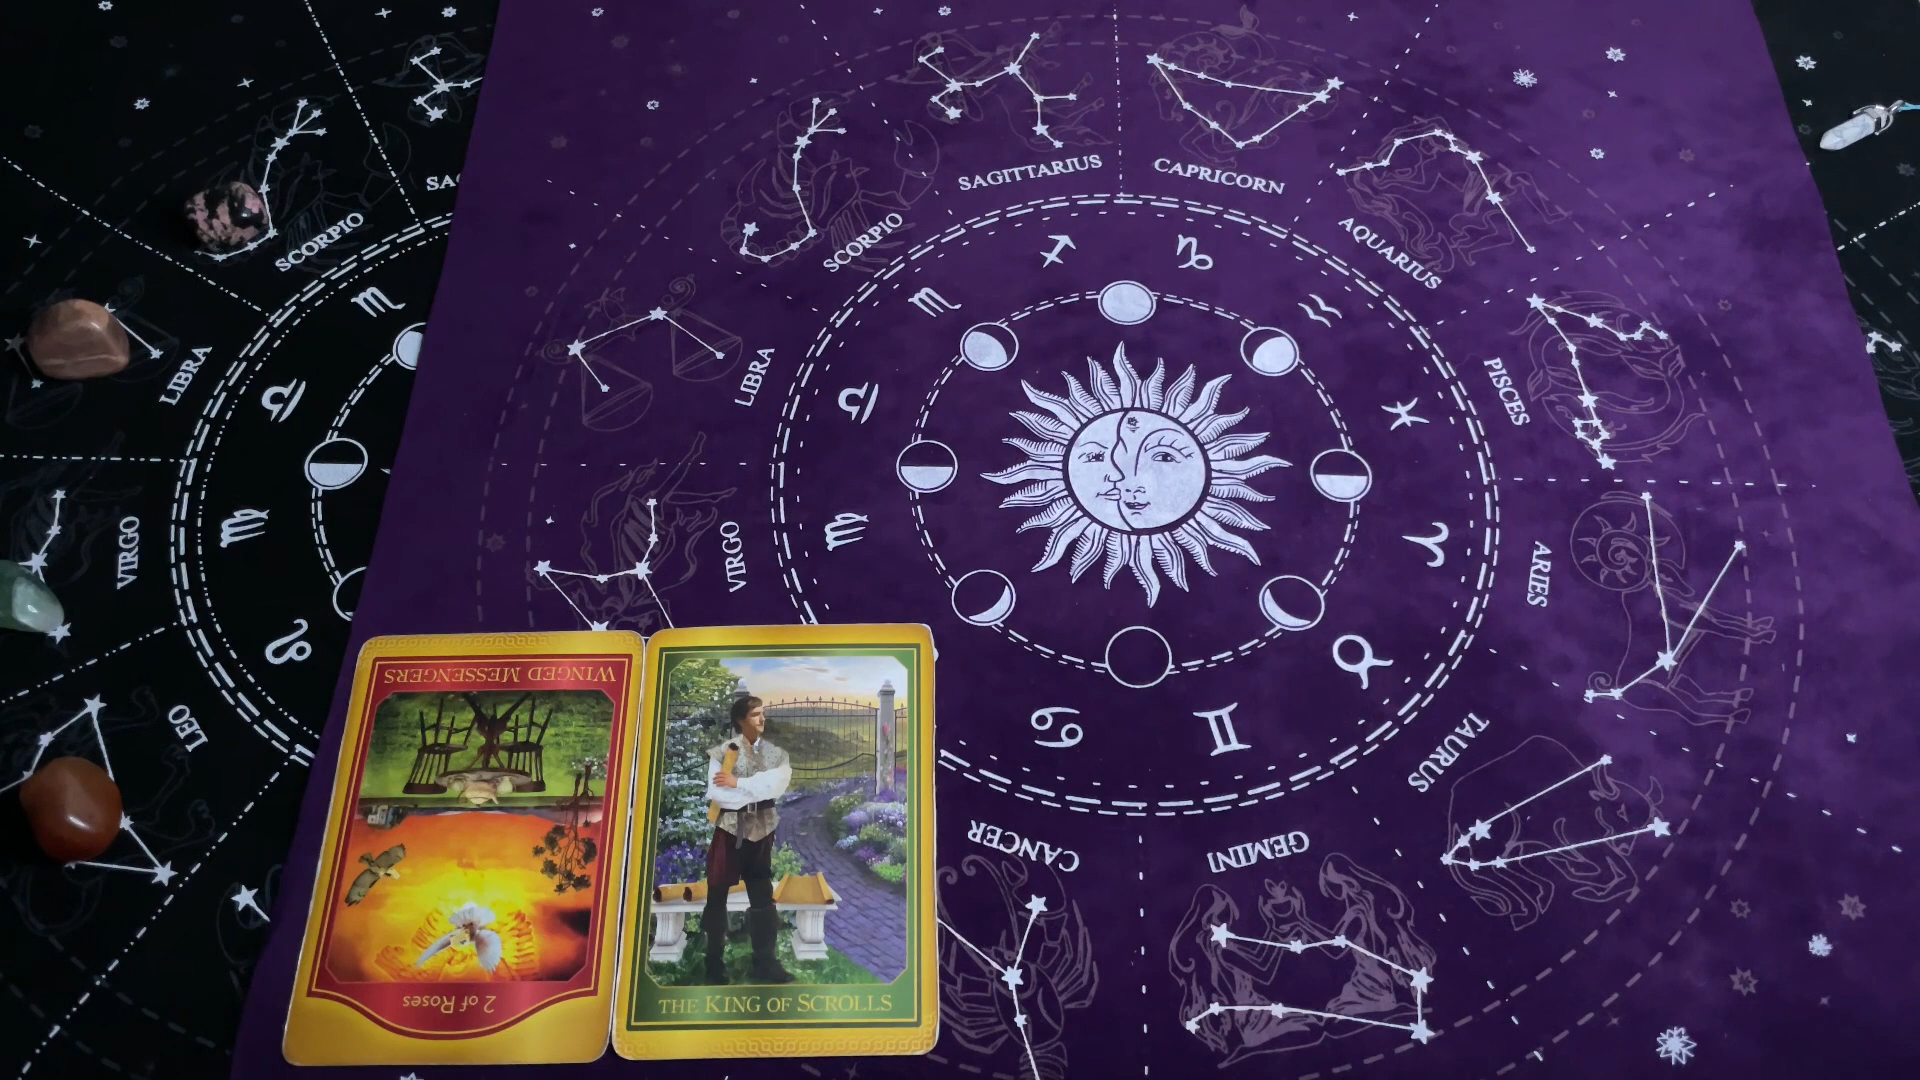 SA
SCORPIO
LIBRA
VIRGO
LEO
SAGITTARIUS
CAPRICORN
SCORPIO
AQUARIUS
LIBRA
PISCES
VIRGO
ARIES
TAURUS
CANCER
GEMINI
WINGED MESSENGERS
2 of Roses
THE KING OF SCROLLS